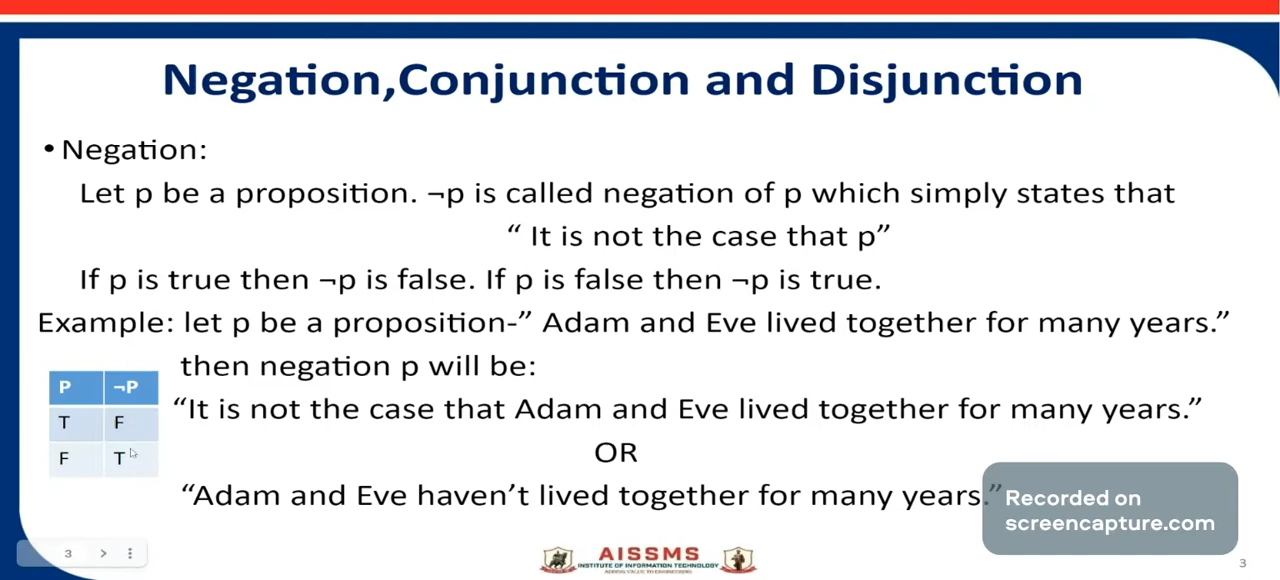 Negation,Conjunction and Disjunction
• Negation:
Let p be a proposition. ¬p is called negation of p which simply states that
“ It is not the case that p”
If p is true then ¬p is false. If p is false then ¬p is true.
Example: let p be a proposition-” Adam and Eve lived together for many years.”
then negation p will be:
P ¬P
T F
F T
“It is not the case that Adam and Eve lived together for many years.”
OR
“Adam and Eve haven’t lived together for many years.”
Recorded on
screencapture.com
3
AISSMS
INSTITUTE OF INFORMATION TECHNOLOGY
3